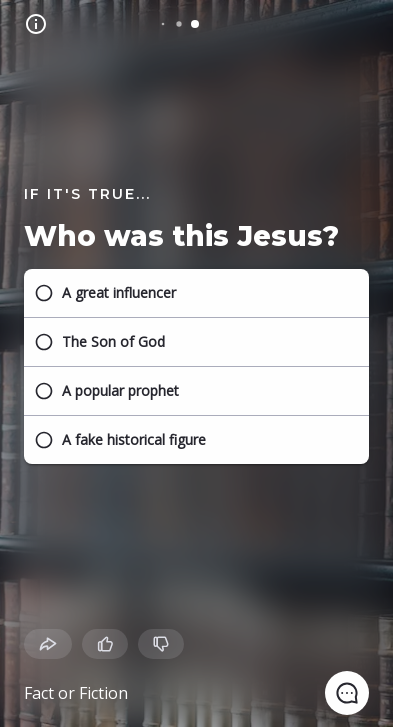 IF IT'S TRUE...
Who was this Jesus?
A great influencer
The Son of God
A popular prophet
A fake historical figure
Fact or Fiction